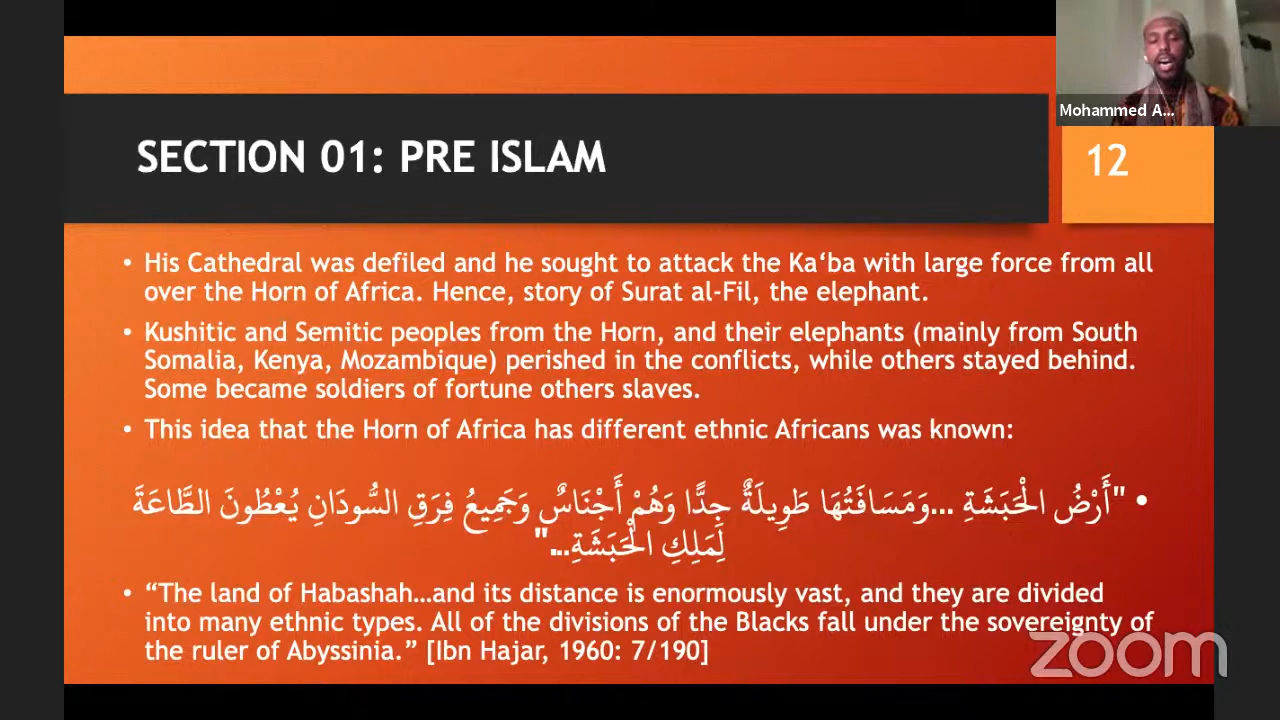 Mohammed A...
SECTION 01: PRE ISLAM
12
• His Cathedral was defiled and he sought to attack the Ka‘ba with large force from all
over the Horn of Africa. Hence, story of Surat al-Fil, the elephant.
• Kushitic and Semitic peoples from the Horn, and their elephants (mainly from South
Somalia, Kenya, Mozambique) perished in the conflicts, while others stayed behind.
Some became soldiers of fortune others slaves.
• This idea that the Horn of Africa has different ethnic Africans was known:
• "أَرْضُ الْحَبَشَةِ ...وَمَسَافَتُهَا طَوِيلَةٌ جِدًّا وَهُمْ أَجْنَاسٌ وَجَمِيعُ فِرَقِ السُّودَانِ يُعْطُونَ الطَّاعَةَ
لِمَلِكِ الْحَبَشَةِ..."
• “The land of Habashah…and its distance is enormously vast, and they are divided
into many ethnic types. All of the divisions of the Blacks fall under the sovereignty of
the ruler of Abyssinia.” [Ibn Hajar, 1960: 7/190]
zoom